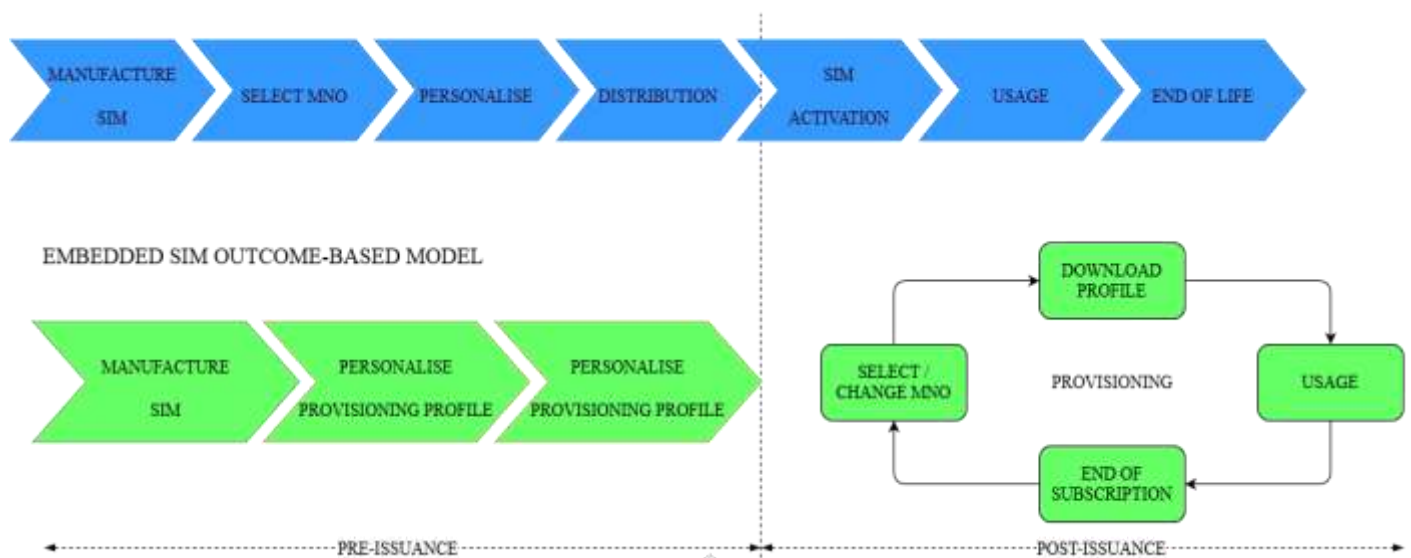 MANUFACTURE
SIM
SELECT MNO
PERSONALISE
DISTRIBUTION
SIM
ACTIVATION
USAGE
END OF LIFE
EMBEDDED SIM OUTCOME-BASED MODEL
MANUFACTURE
SIM
PERSONALISE
PROVISIONING PROFILE
PERSONALISE
PROVISIONING PROFILE
DOWNLOAD
PROFILE
SELECT /
CHANGE MNO
PROVISIONING
USAGE
END OF
SUBSCRIPTION
PRE-ISSUANCE
POST-ISSUANCE